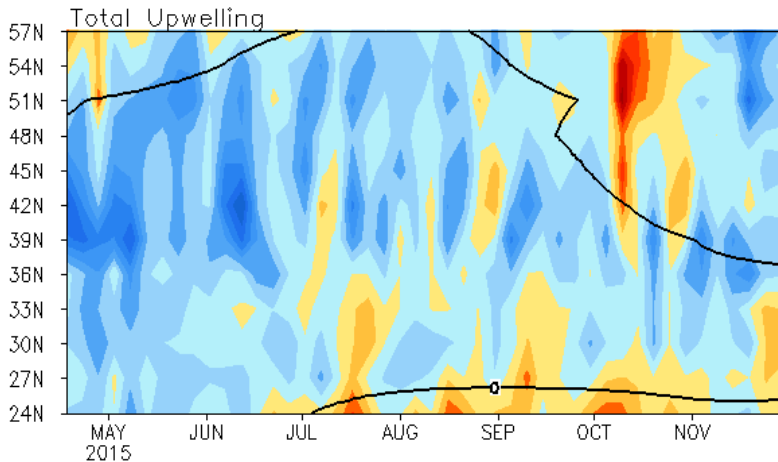 Total Upwelling
57N
54N
51N
48N
45N
42N
39N
36N
33N
30N
27N
24N
0
MAY JUN JUL AUG SEP OCT NOV
2015